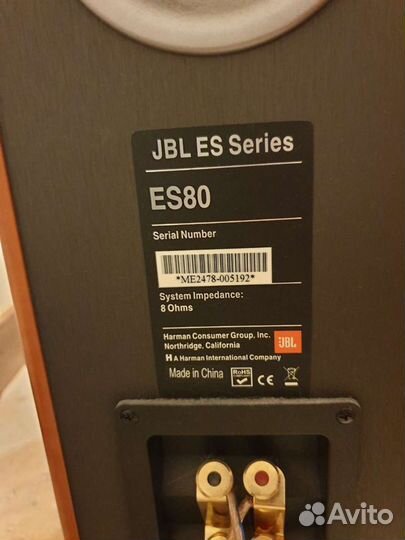 JBL ES Series
ES80
Serial Number
*ME2478-005192*
System Impedance:
8 Ohms
Harman Consumer Group, Inc.
Northridge, California
H A Harman International Company
JBL
Made in China
RoHS
CE
Avito